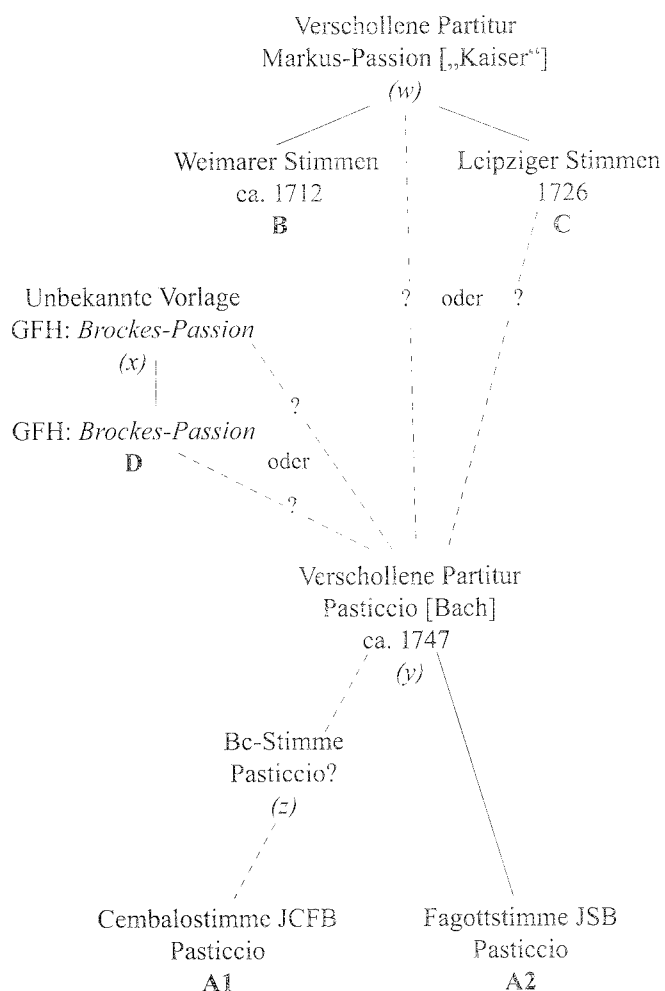 Verschollene Partitur
Markus-Passion [„Kaiser“]
(w)
Weimarer Stimmen
ca. 1712
B
Leipziger Stimmen
1726
C
? oder ?
Unbekannte Vorlage
GFH: Brockes-Passion
(x)
?
GFH: Brockes-Passion
D
oder
?
Verschollene Partitur
Pasticcio [Bach]
ca. 1747
(y)
Bc-Stimme
Pasticcio?
(z)
Cembalostimme JCFB
Pasticcio
A1
Fagottstimme JSB
Pasticcio
A2